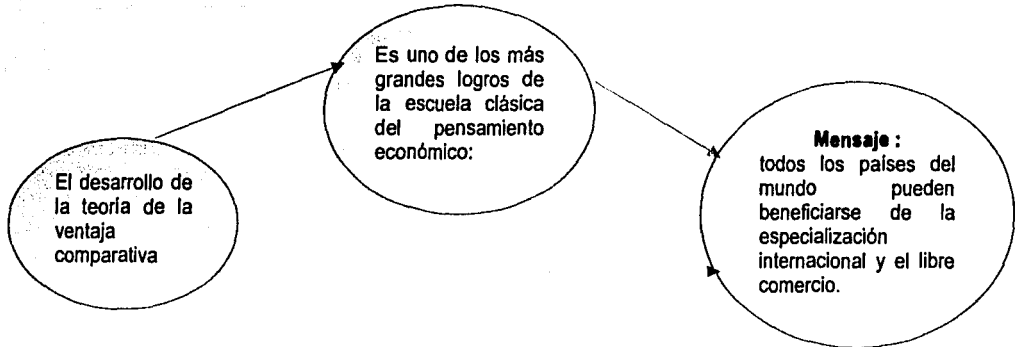 El desarrollo de
la teoría de la
ventaja
comparativa
Es uno de los más
grandes logros de
la escuela clásica
del pensamiento
económico:
Mensaje :
todos los países del
mundo pueden
beneficiarse de la
especialización
internacional y el libre
comercio.